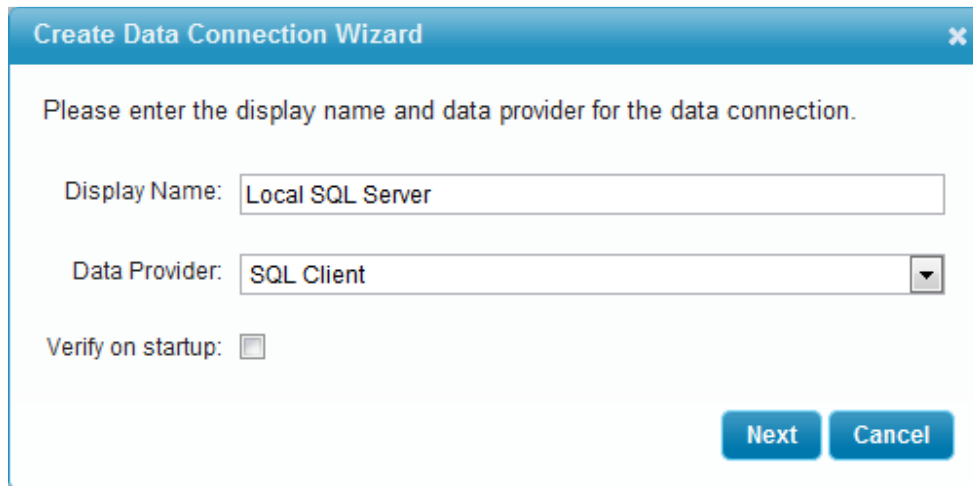 Create Data Connection Wizard
Please enter the display name and data provider for the data connection.
Display Name: Local SQL Server
Data Provider: SQL Client
Verify on startup:
Next Cancel